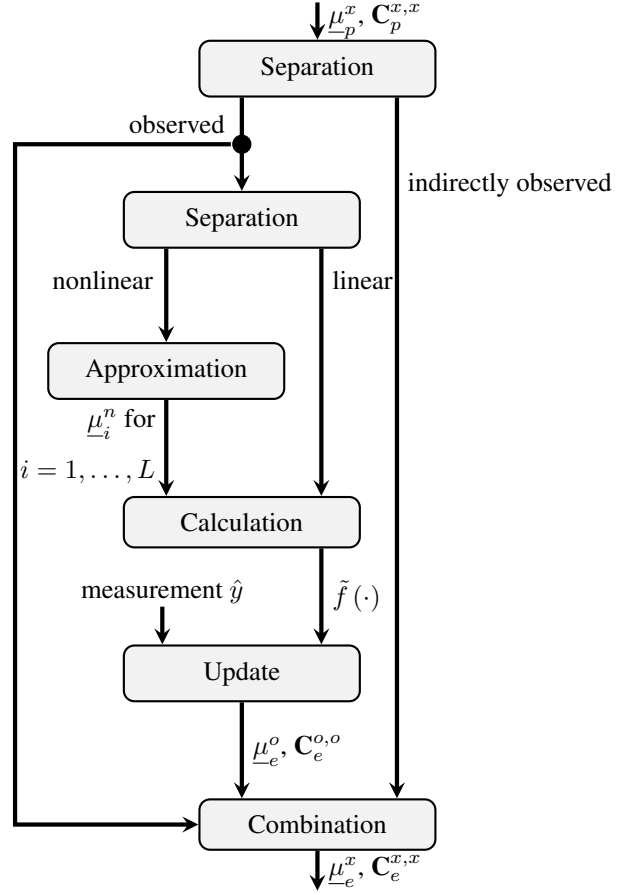 μ_p^x, C_p^{x,x}
Separation
observed
indirectly observed
Separation
nonlinear
linear
Approximation
μ_i^n for
i = 1, . . . , L
Calculation
measurement ŷ
f̃ (·)
Update
μ_e^o, C_e^{o,o}
Combination
μ_e^x, C_e^{x,x}